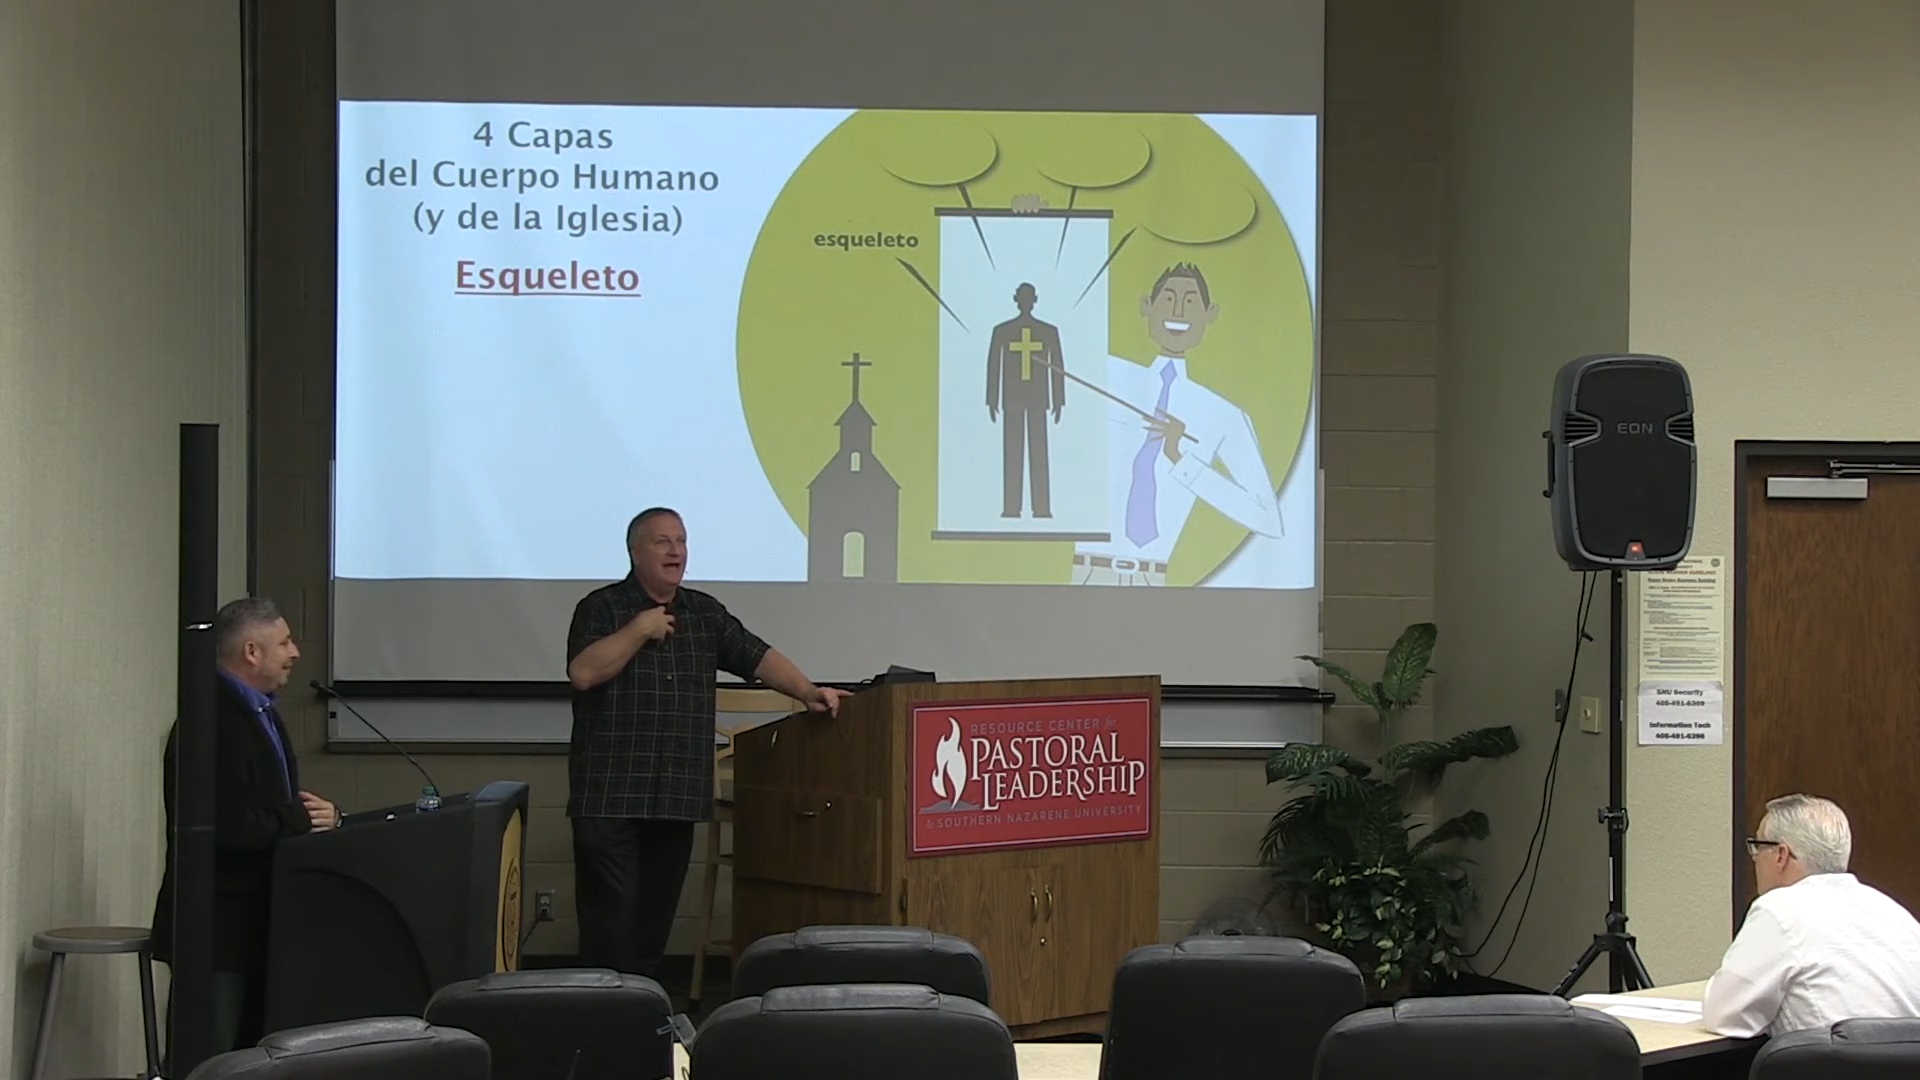 4 Capas
del Cuerpo Humano
(y de la Iglesia)
Esqueleto
esqueleto
EON
RESOURCE CENTER for
PASTORAL
LEADERSHIP
SOUTHERN NAZARENE UNIVERSITY
SNU Security
Information Tech